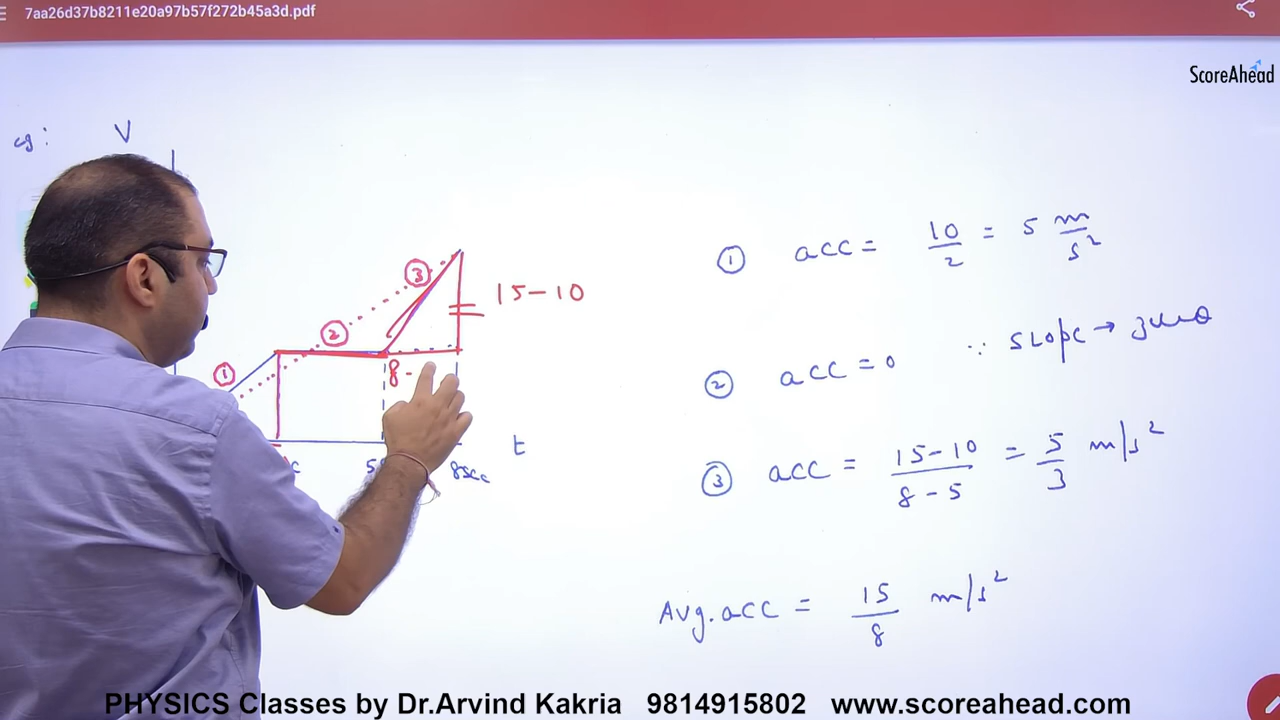 7aa26d37b8211e20a97b57f272b45a3d.pdf
ScoreAhead
eg: V
① acc = 10/2 = 5 m/s²
③
15-10
②
∵ slope → zero
①
8-
② acc = 0
t
8sec
③ acc = 15-10/8-5 = 5/3 m/s²
Avg. acc = 15/8 m/s²
PHYSICS Classes by Dr.Arvind Kakria 9814915802 www.scoreahead.com